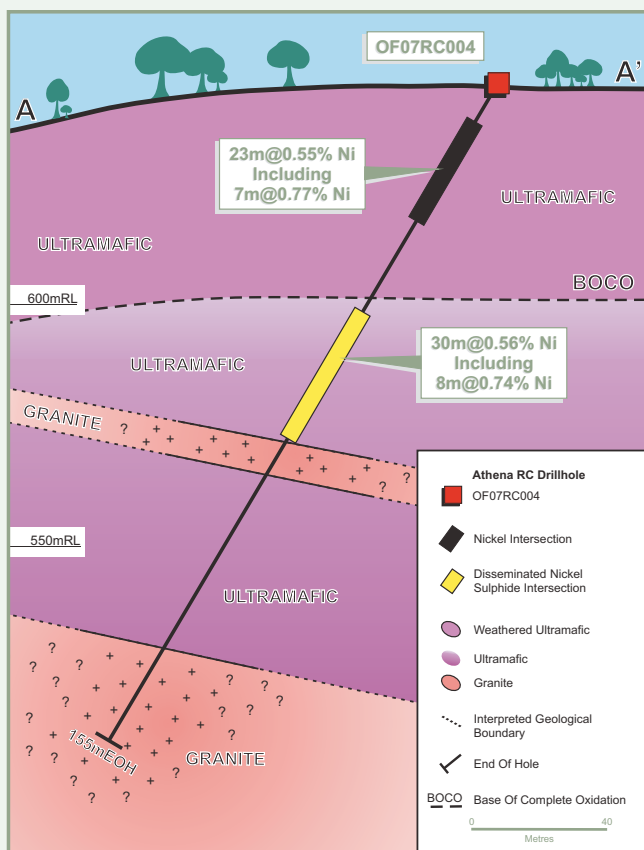 OF07RC004
A
A'
23m@0.55% Ni
Including
7m@0.77% Ni
ULTRAMAFIC
ULTRAMAFIC
BOCO
600mRL
30m@0.56% Ni
Including
8m@0.74% Ni
ULTRAMAFIC
GRANITE
?
?
?
?
?
550mRL
ULTRAMAFIC
155mEOH
GRANITE
Athena RC Drillhole
OF07RC004
Nickel Intersection
Disseminated Nickel
Sulphide Intersection
Weathered Ultramafic
Ultramafic
Granite
Interpreted Geological
Boundary
End Of Hole
BOCO Base Of Complete Oxidation
0 40
Metres